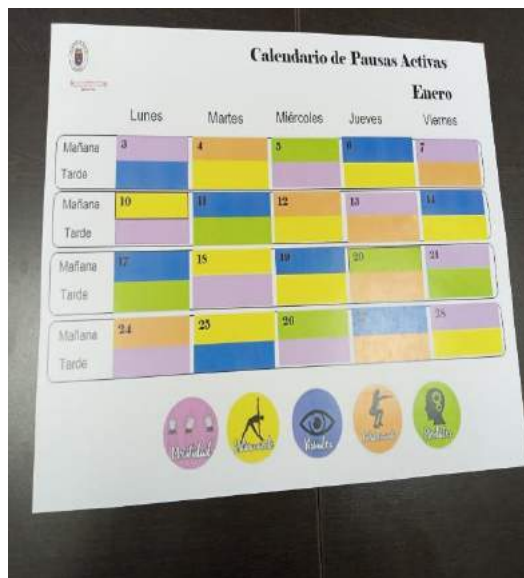 Calendario de Pausas Activas
Enero
Lunes Martes Miércoles Jueves Viernes
Mañana 3 4 5 6 7
Tarde
Mañana 10 11 12 13 14
Tarde
Mañana 17 18 19 20 21
Tarde
Mañana 24 25 26 28
Tarde
Visuales